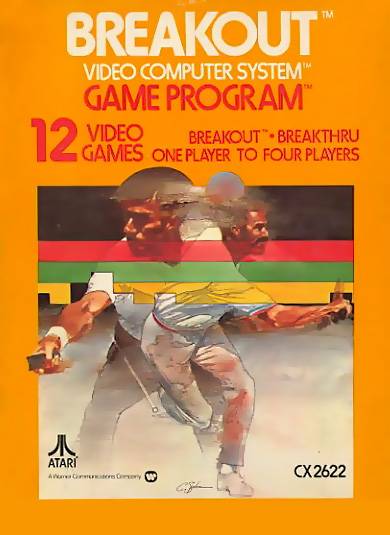 BREAKOUT™
VIDEO COMPUTER SYSTEM™
GAME PROGRAM™
12 VIDEO GAMES
BREAKOUT™ • BREAKTHRU
ONE PLAYER TO FOUR PLAYERS
ATARI®
A Warner Communications Company
CX2622